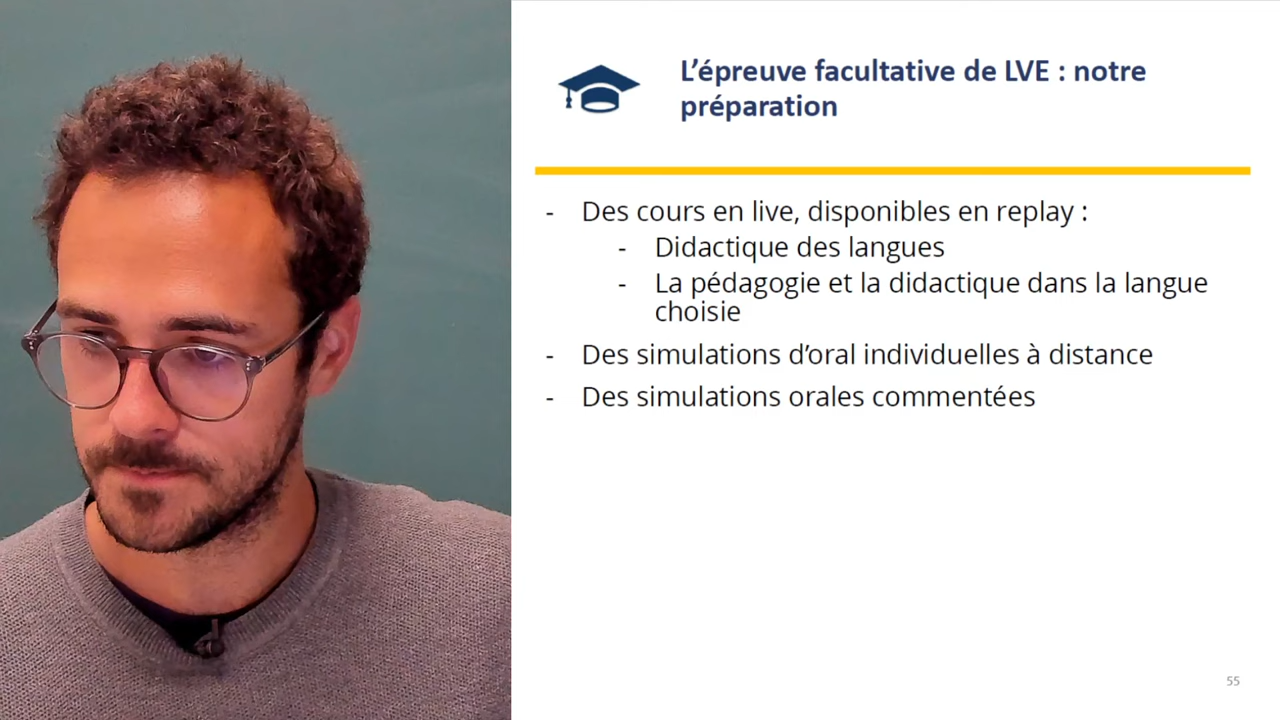 L’épreuve facultative de LVE : notre
préparation
- Des cours en live, disponibles en replay :
- Didactique des langues
- La pédagogie et la didactique dans la langue
choisie
- Des simulations d’oral individuelles à distance
- Des simulations orales commentées
55